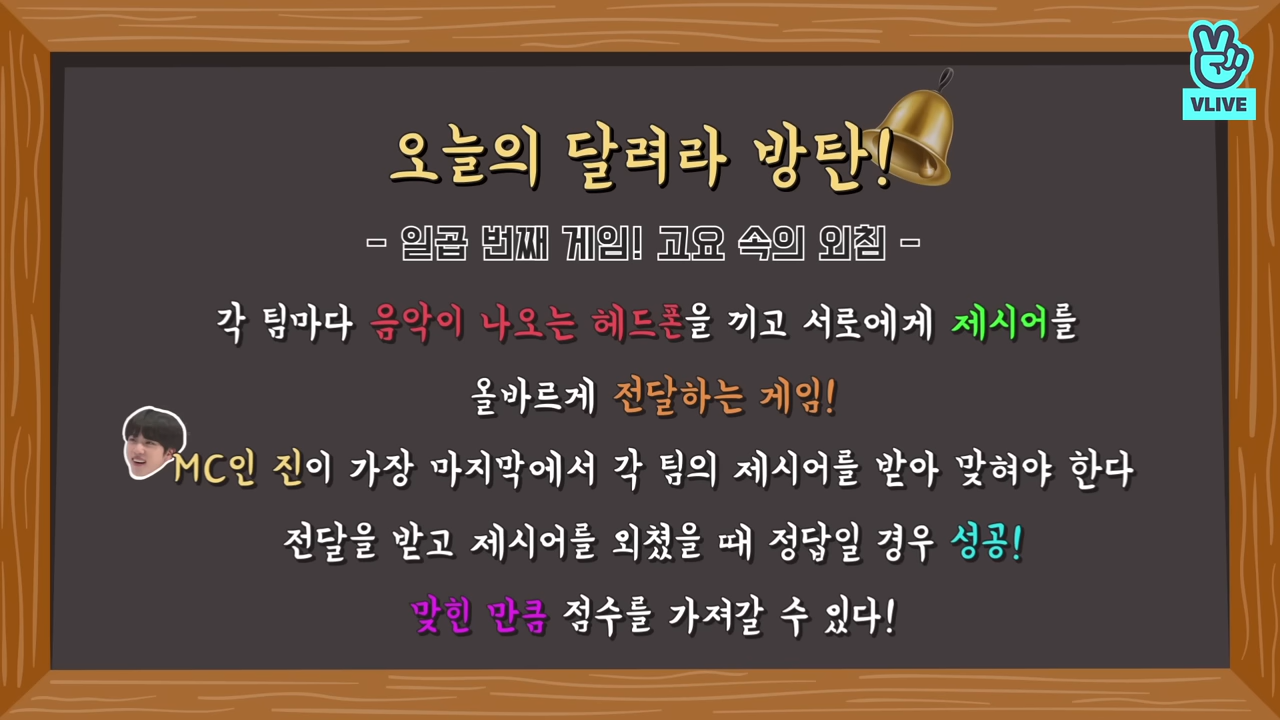 VLIVE
오늘의 달려라 방탄!
- 일곱 번째 게임! 고요 속의 외침 -
각 팀마다 음악이 나오는 헤드폰을 끼고 서로에게 제시어를
올바르게 전달하는 게임!
MC인 진이 가장 마지막에서 각 팀의 제시어를 받아 맞혀야 한다
전달을 받고 제시어를 외쳤을 때 정답일 경우 성공!
맞힌 만큼 점수를 가져갈 수 있다!